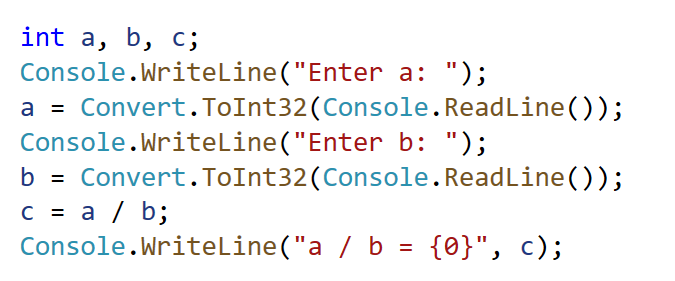 int a, b, c;
Console.WriteLine("Enter a: ");
a = Convert.ToInt32(Console.ReadLine());
Console.WriteLine("Enter b: ");
b = Convert.ToInt32(Console.ReadLine());
c = a / b;
Console.WriteLine("a / b = {0}", c);